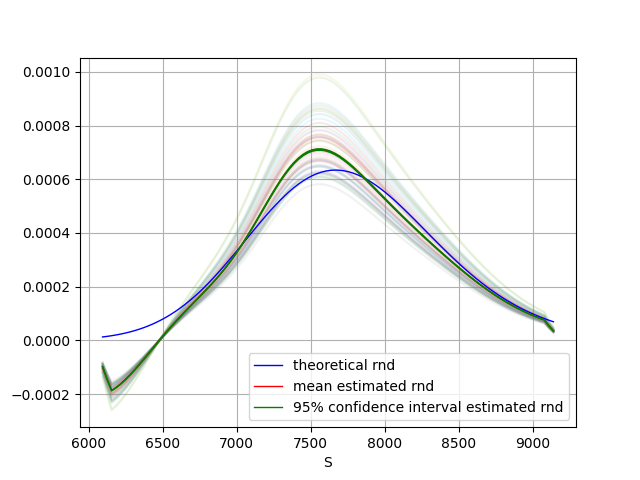 0.0010
0.0008
0.0006
0.0004
0.0002
0.0000
−0.0002
6000 6500 7000 7500 8000 8500 9000
S
theoretical rnd
mean estimated rnd
95% confidence interval estimated rnd